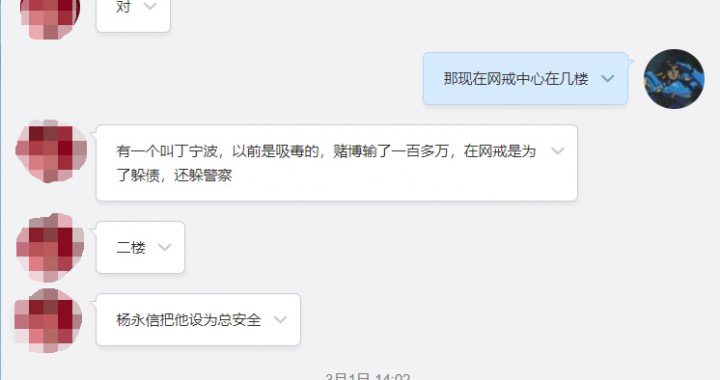 对
那现在网戒中心在几楼
有一个叫丁宁波，以前是吸毒的，赌博输了一百多万，在网戒是为
了躲债，还躲警察
二楼
杨永信把他设为总安全
3月1日 14:02